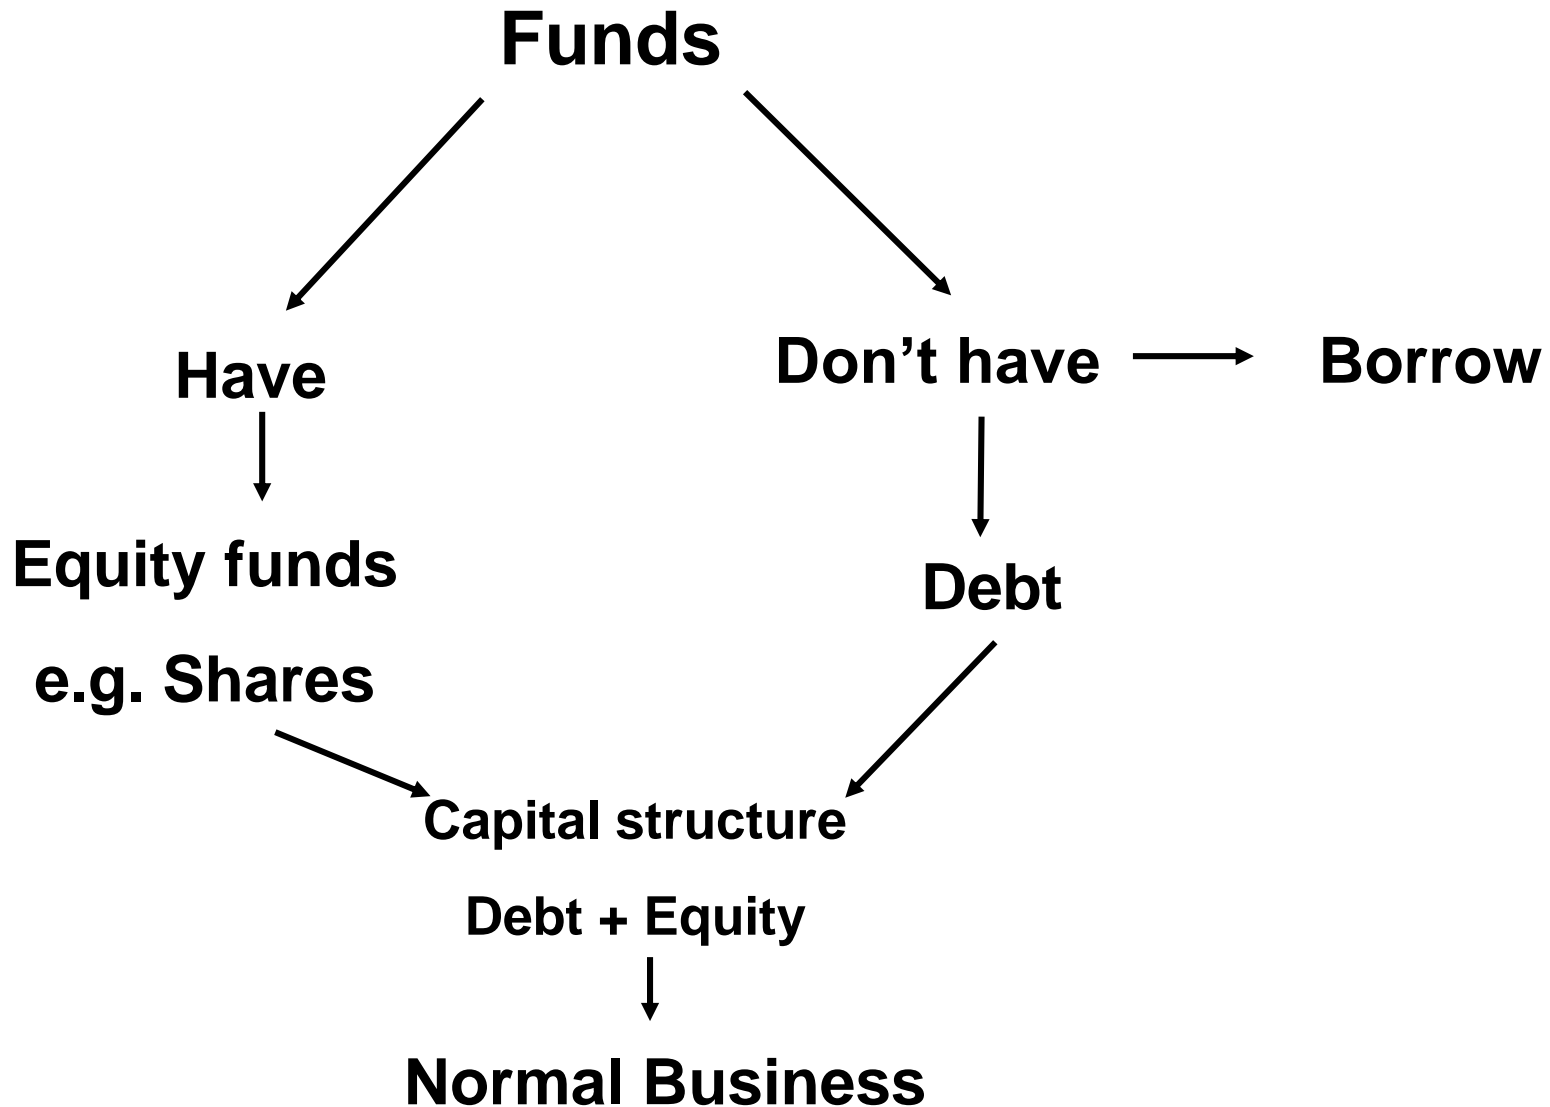 Funds
Have
Don’t have
Borrow
Equity funds
e.g. Shares
Debt
Capital structure
Debt + Equity
Normal Business